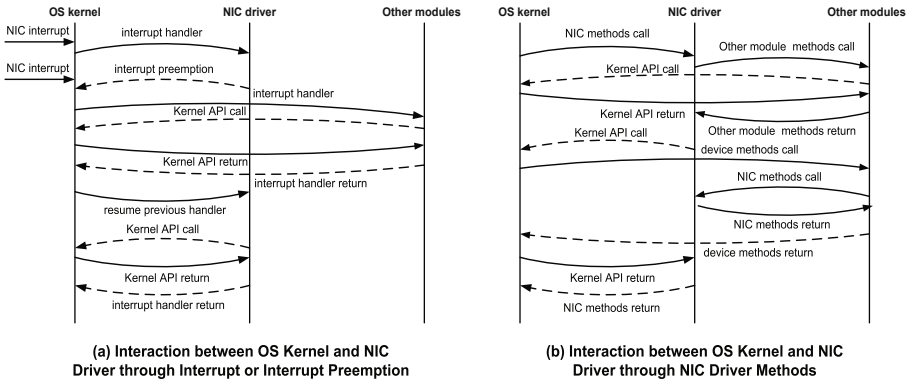 OS kernel
NIC driver
Other modules
NIC interrupt
interrupt handler
NIC interrupt
interrupt preemption
interrupt handler
Kernel API call
Kernel API return
interrupt handler return
resume previous handler
Kernel API call
Kernel API return
interrupt handler return
(a) Interaction between OS Kernel and NIC
Driver through Interrupt or Interrupt Preemption
OS kernel
NIC driver
Other modules
NIC methods call
Other module methods call
Kernel API call
Kernel API return
Other module methods return
Kernel API call
device methods call
NIC methods call
NIC methods return
device methods return
Kernel API return
NIC methods return
(b) Interaction between OS Kernel and NIC
Driver through NIC Driver Methods